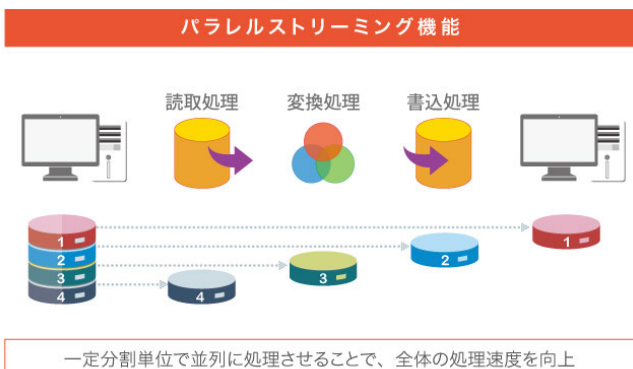 パラレルストリーミング機能
読取処理 変換処理 書込処理
1 1
2 2
3 3
4 4
一定分割単位で並列に処理させることで、全体の処理速度を向上